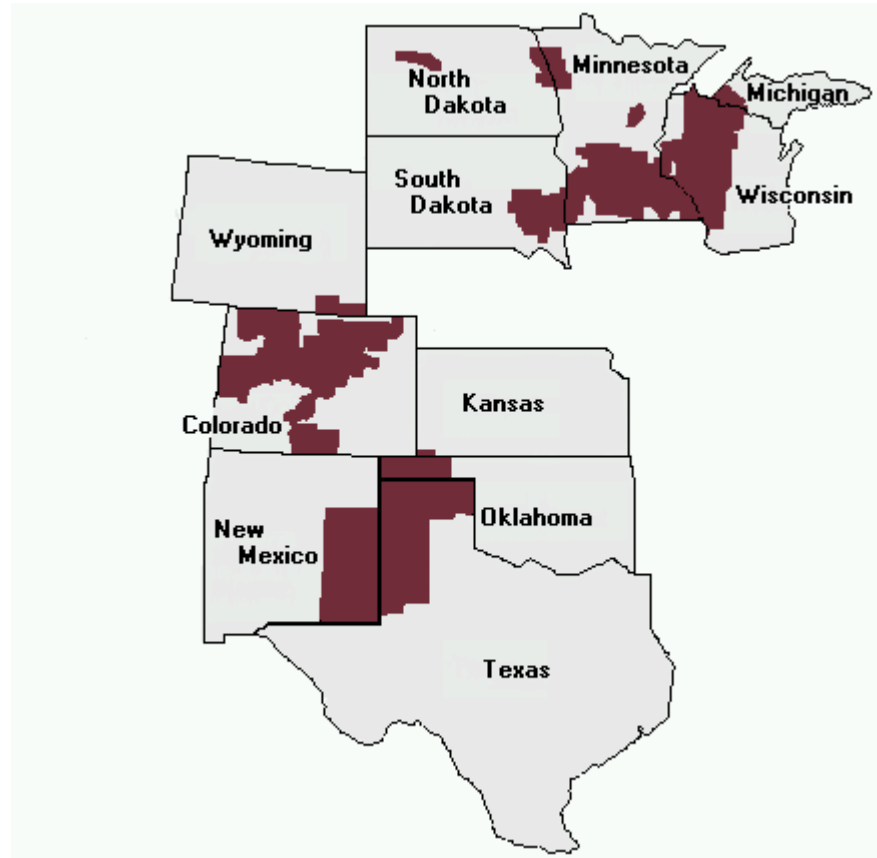 Minnesota
North
Dakota
Michigan
South
Dakota
Wisconsin
Wyoming
Kansas
Colorado
Oklahoma
New
Mexico
Texas